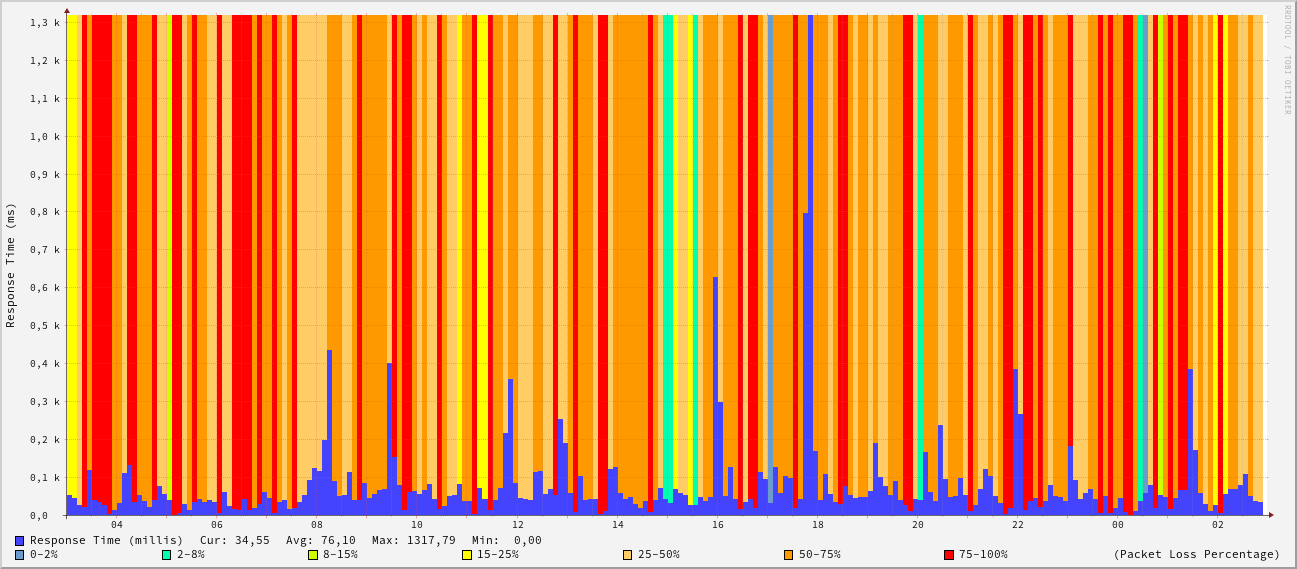 RRDTOOL / TOBI OETIKER
Response Time (ms)
1,3 k
1,2 k
1,1 k
1,0 k
0,9 k
0,8 k
0,7 k
0,6 k
0,5 k
0,4 k
0,3 k
0,2 k
0,1 k
0,0
04 06 08 10 12 14 16 18 20 22 00 02
Response Time (millis) Cur: 34,55 Avg: 76,10 Max: 1317,79 Min: 0,00
0-2% 2-8% 8-15% 15-25% 25-50% 50-75% 75-100% (Packet Loss Percentage)